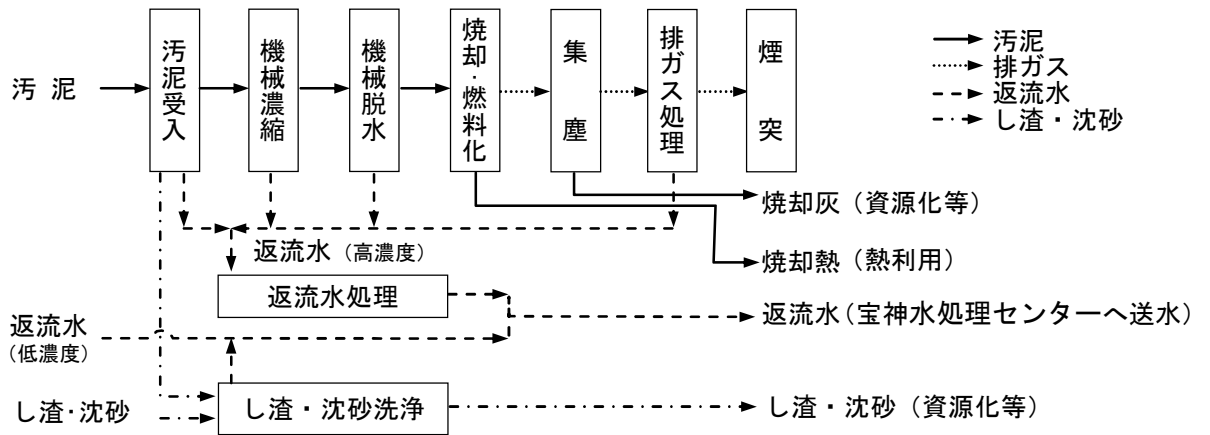 汚泥
汚泥受入
機械濃縮
機械脱水
焼却・燃料化
集塵
排ガス処理
煙突
汚泥
排ガス
返流水
し渣・沈砂
焼却灰（資源化等）
返流水（高濃度）
焼却熱（熱利用）
返流水処理
返流水
（低濃度）
返流水（宝神水処理センターへ送水）
し渣・沈砂
し渣・沈砂洗浄
し渣・沈砂（資源化等）